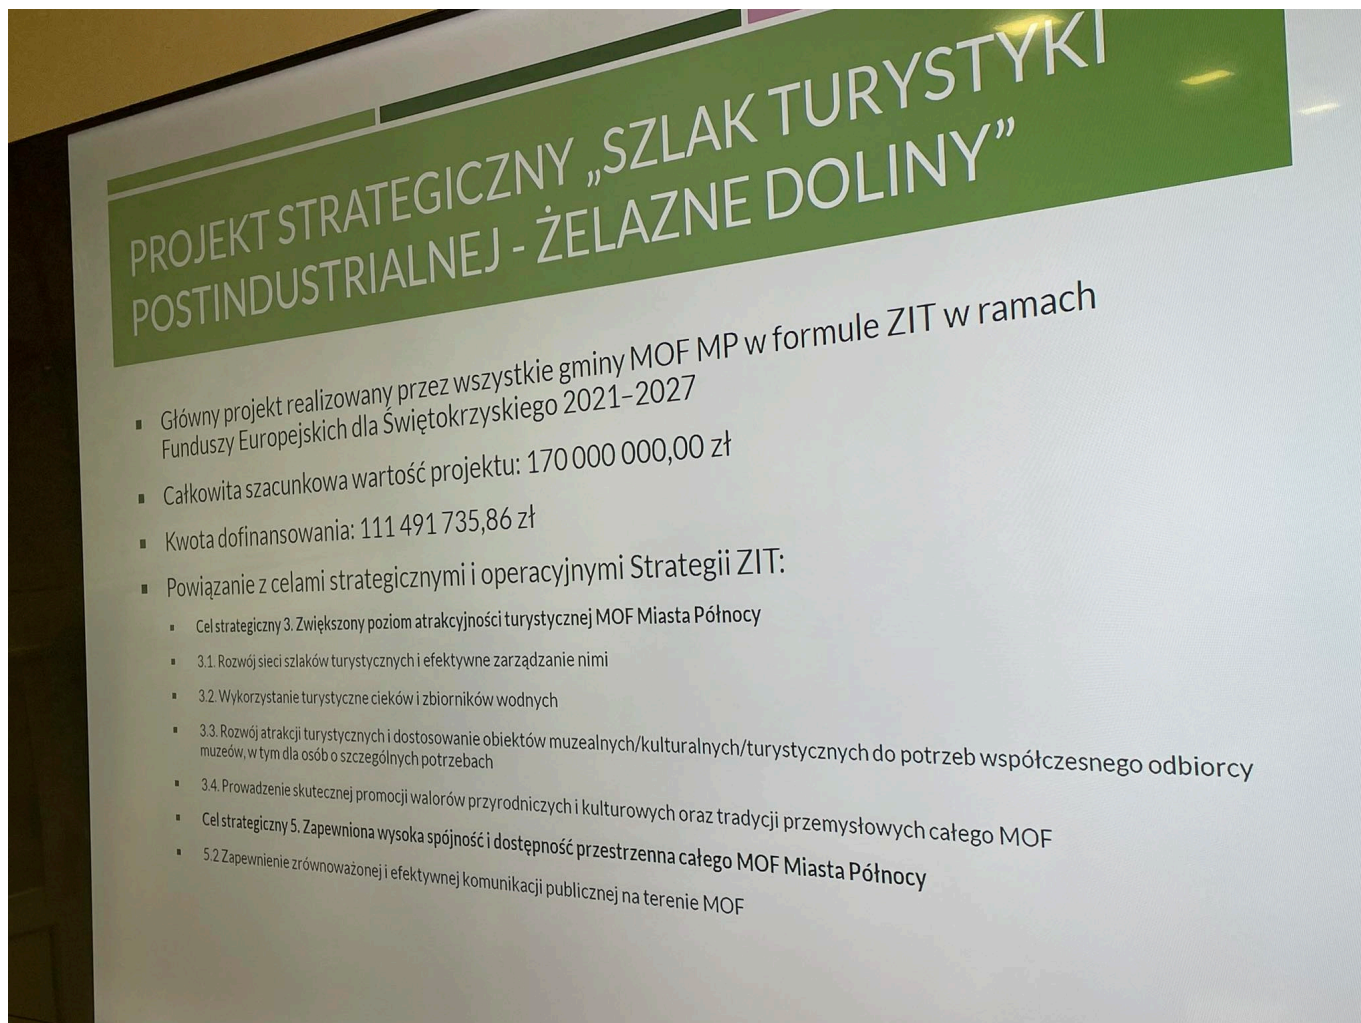 PROJEKT STRATEGICZNY „SZLAK TURYSTYKI
POSTINDUSTRIALNEJ - ŻELAZNE DOLINY”
▪ Główny projekt realizowany przez wszystkie gminy MOF MP w formule ZIT w ramach
Funduszy Europejskich dla Świętokrzyskiego 2021–2027
▪ Całkowita szacunkowa wartość projektu: 170 000 000,00 zł
▪ Kwota dofinansowania: 111 491 735,86 zł
▪ Powiązanie z celami strategicznymi i operacyjnymi Strategii ZIT:
▪ Cel strategiczny 3. Zwiększony poziom atrakcyjności turystycznej MOF Miasta Północy
▪ 3.1. Rozwój sieci szlaków turystycznych i efektywne zarządzanie nimi
▪ 3.2. Wykorzystanie turystyczne cieków i zbiorników wodnych
▪ 3.3. Rozwój atrakcji turystycznych i dostosowanie obiektów muzealnych/kulturalnych/turystycznych do potrzeb współczesnego odbiorcy
muzeów, w tym dla osób o szczególnych potrzebach
▪ 3.4. Prowadzenie skutecznej promocji walorów przyrodniczych i kulturowych oraz tradycji przemysłowych całego MOF
▪ Cel strategiczny 5. Zapewniona wysoka spójność i dostępność przestrzenna całego MOF Miasta Północy
▪ 5.2 Zapewnienie zrównoważonej i efektywnej komunikacji publicznej na terenie MOF